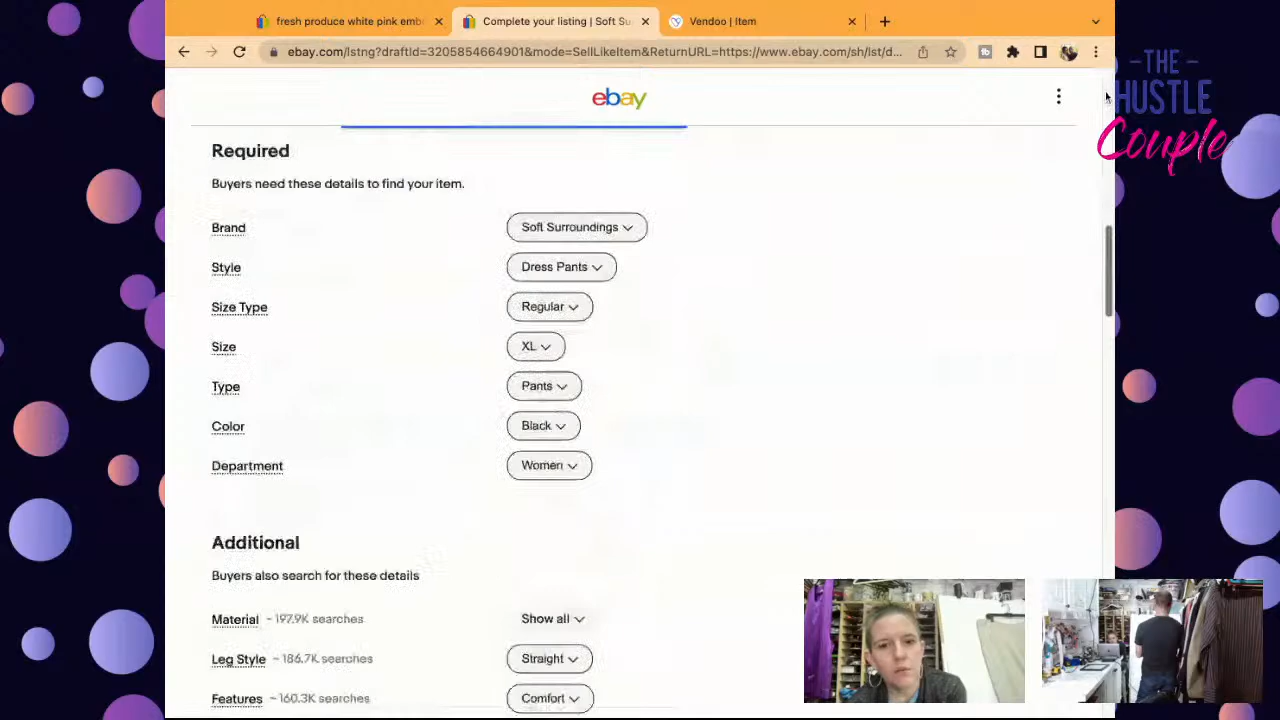 fresh produce white pink emb
Complete your listing | Soft Su
Vendoo | Item
ebay.com/lstng?draftId=3205854664901&mode=SellLikeItem&ReturnURL=https://www.ebay.com/sh/lst/d...
ebay
-THE-
HUSTLE
Couple
Required
Buyers need these details to find your item.
Brand Soft Surroundings
Style Dress Pants
Size Type Regular
Size XL
Type Pants
Color Black
Department Women
Additional
Buyers also search for these details
Material ~ 197.9K searches Show all
Leg Style ~ 186.7K searches Straight
Features ~ 160.3K searches Comfort